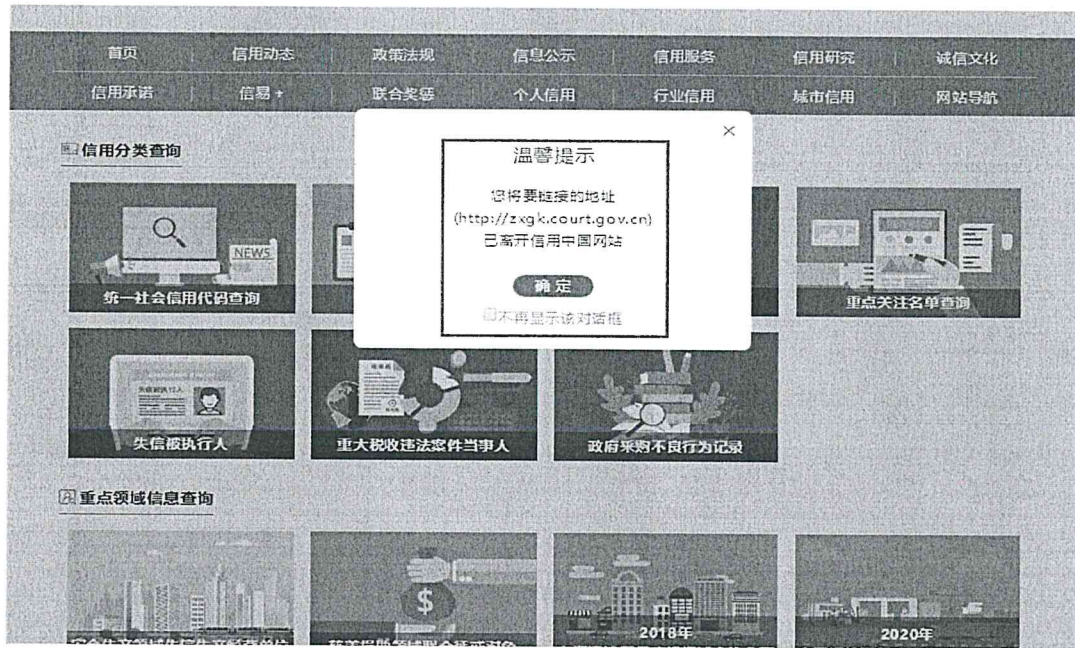 首页 信用动态 政策法规 信息公示 信用服务 信用研究 诚信文化
信用承诺 信易+ 联合奖惩 个人信用 行业信用 城市信用 网站导航
信用分类查询
温馨提示
您将要链接的地址
(http://zxgk.court.gov.cn)
已离开信用中国网站
确定
不再显示该对话框
NEWS
统一社会信用代码查询
重点关注名单查询
失信被执行人
失信被执行人 重大税收违法案件当事人 政府采购不良行为记录
重点领域信息查询
$
2018年 2020年